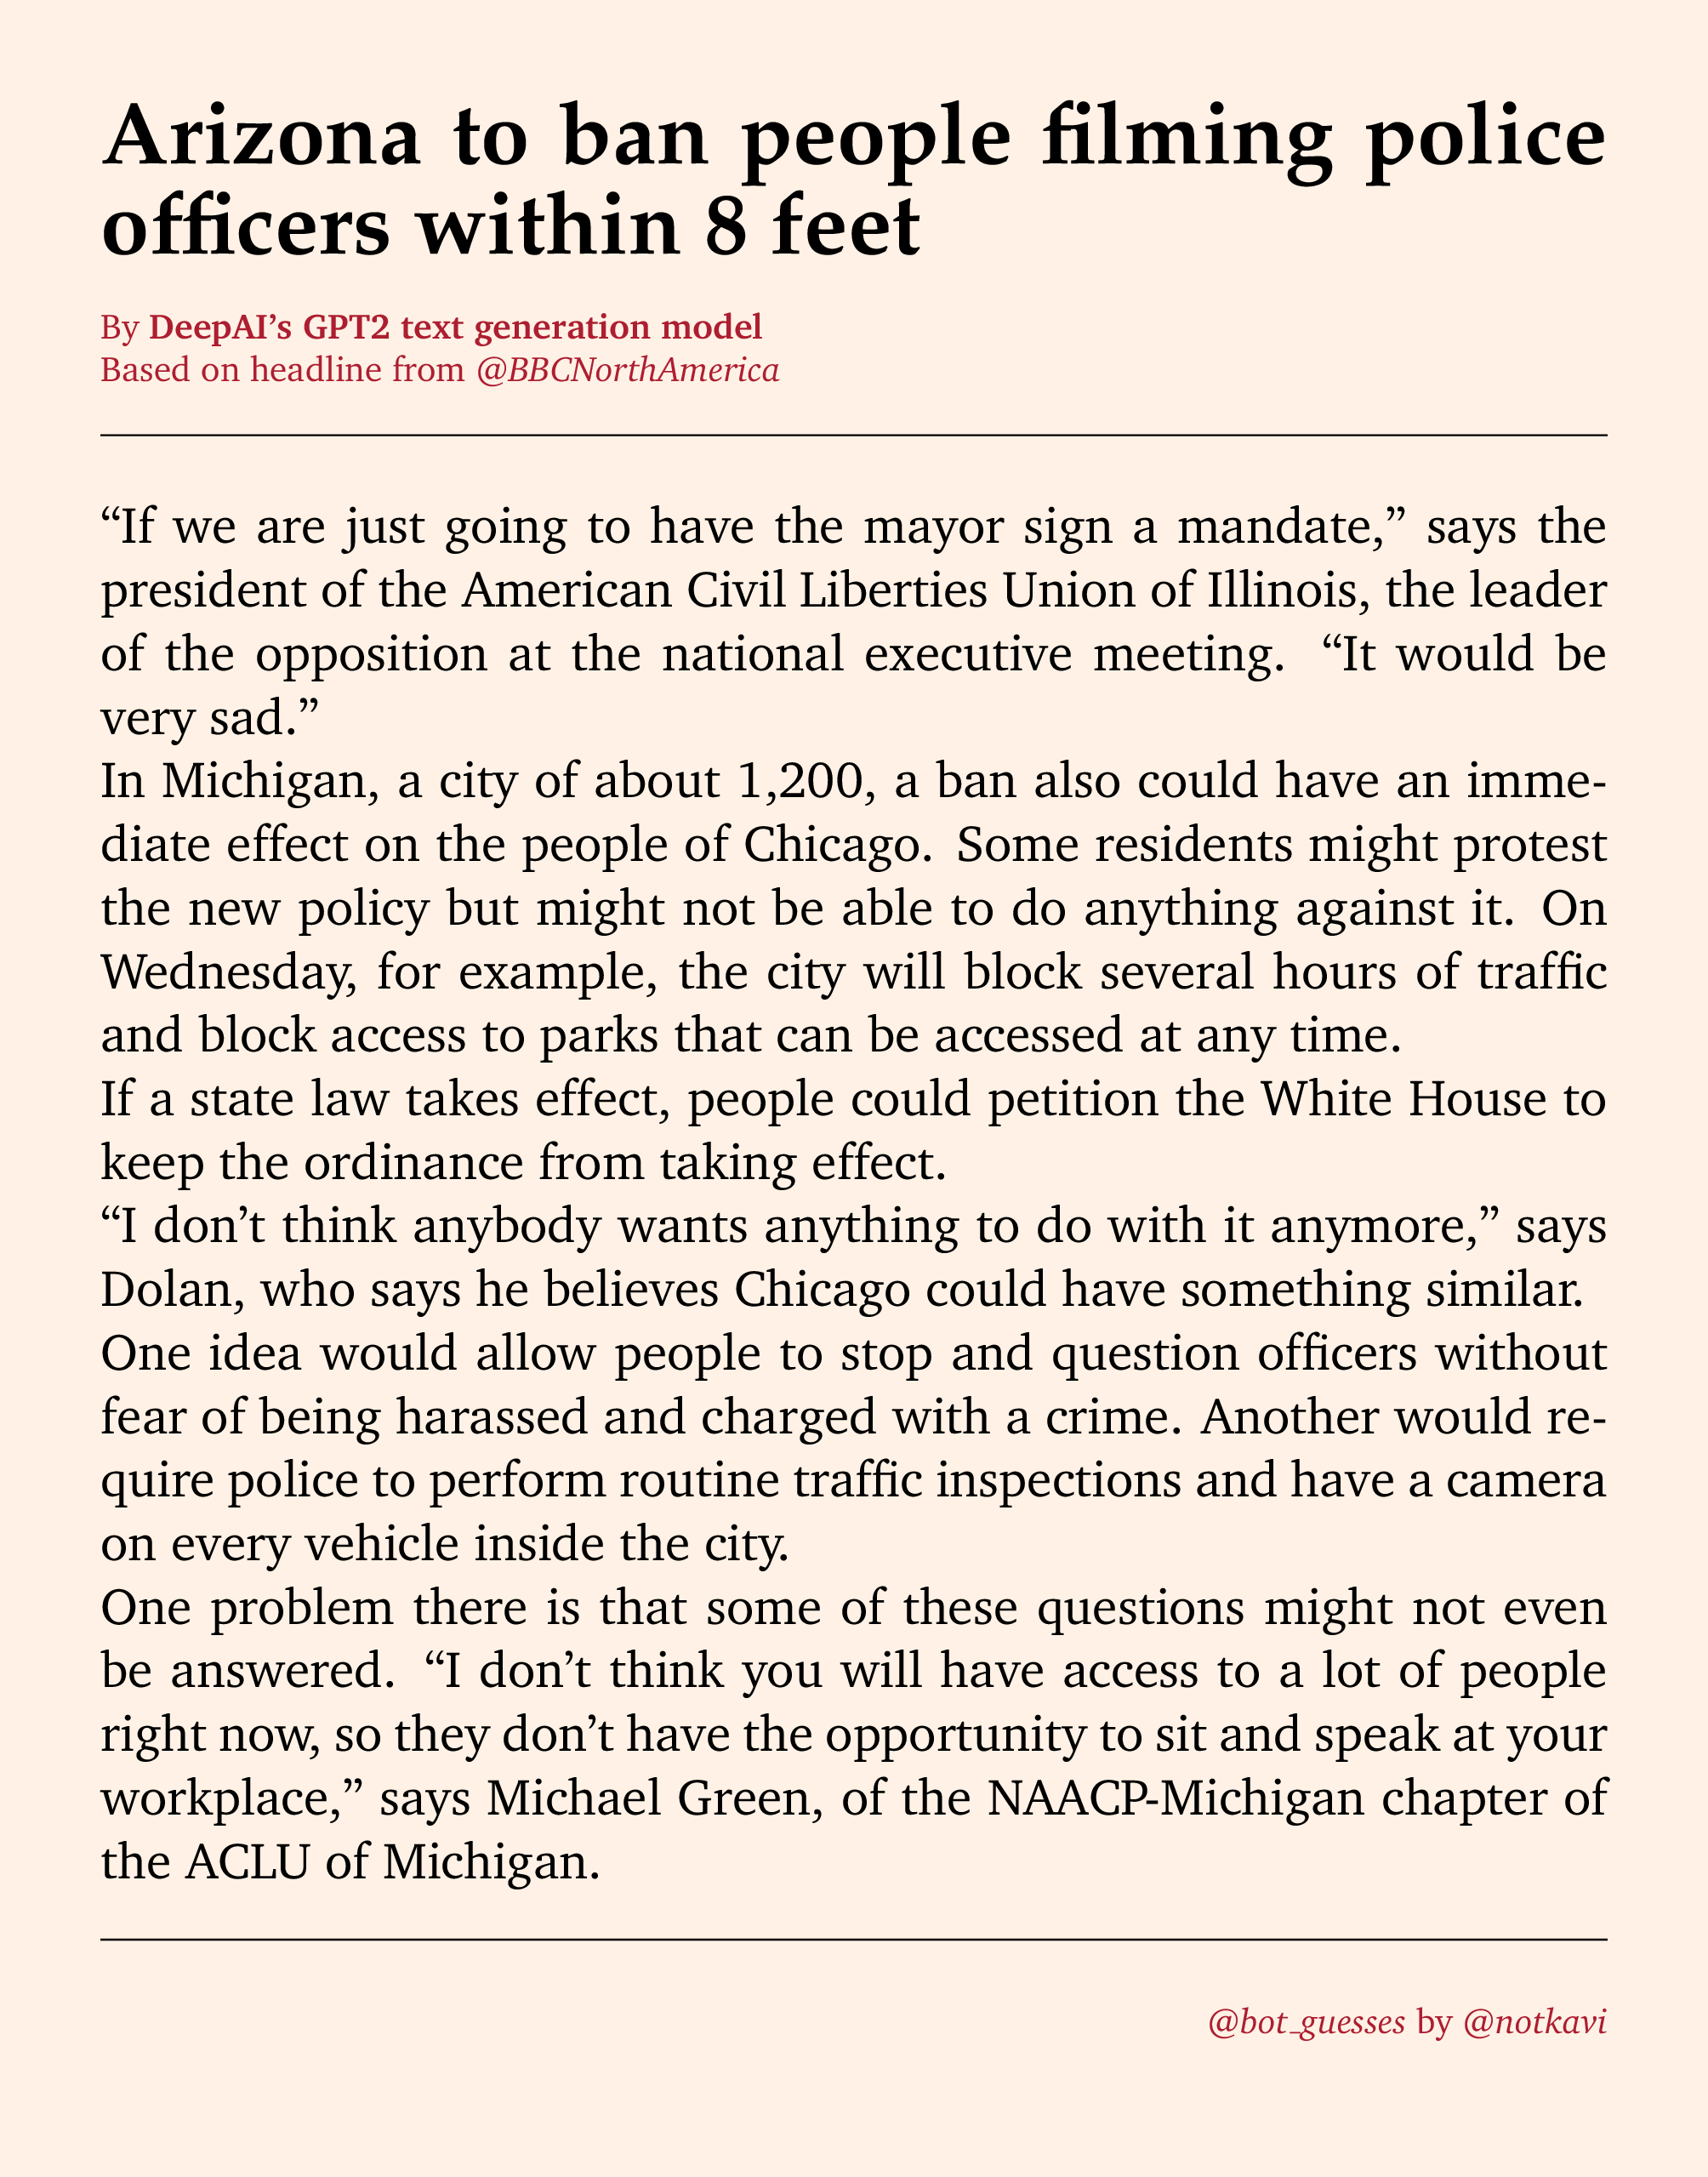 Arizona to ban people filming police
officers within 8 feet
By DeepAI’s GPT2 text generation model
Based on headline from @BBCNorthAmerica
“If we are just going to have the mayor sign a mandate,” says the
president of the American Civil Liberties Union of Illinois, the leader
of the opposition at the national executive meeting. “It would be
very sad.”
In Michigan, a city of about 1,200, a ban also could have an imme-
diate effect on the people of Chicago. Some residents might protest
the new policy but might not be able to do anything against it. On
Wednesday, for example, the city will block several hours of traffic
and block access to parks that can be accessed at any time.
If a state law takes effect, people could petition the White House to
keep the ordinance from taking effect.
“I don’t think anybody wants anything to do with it anymore,” says
Dolan, who says he believes Chicago could have something similar.
One idea would allow people to stop and question officers without
fear of being harassed and charged with a crime. Another would re-
quire police to perform routine traffic inspections and have a camera
on every vehicle inside the city.
One problem there is that some of these questions might not even
be answered. “I don’t think you will have access to a lot of people
right now, so they don’t have the opportunity to sit and speak at your
workplace,” says Michael Green, of the NAACP-Michigan chapter of
the ACLU of Michigan.
@bot_guesses by @notkavi